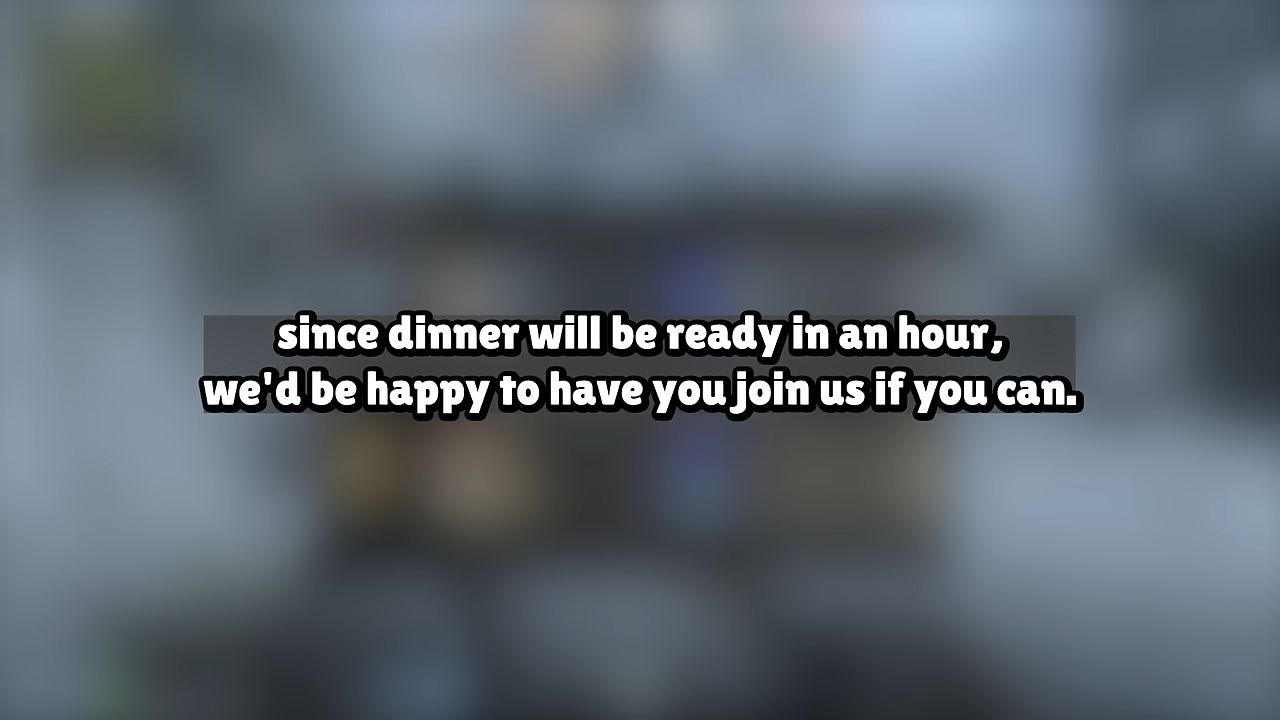 since dinner will be ready in an hour,
we'd be happy to have you join us if you can.